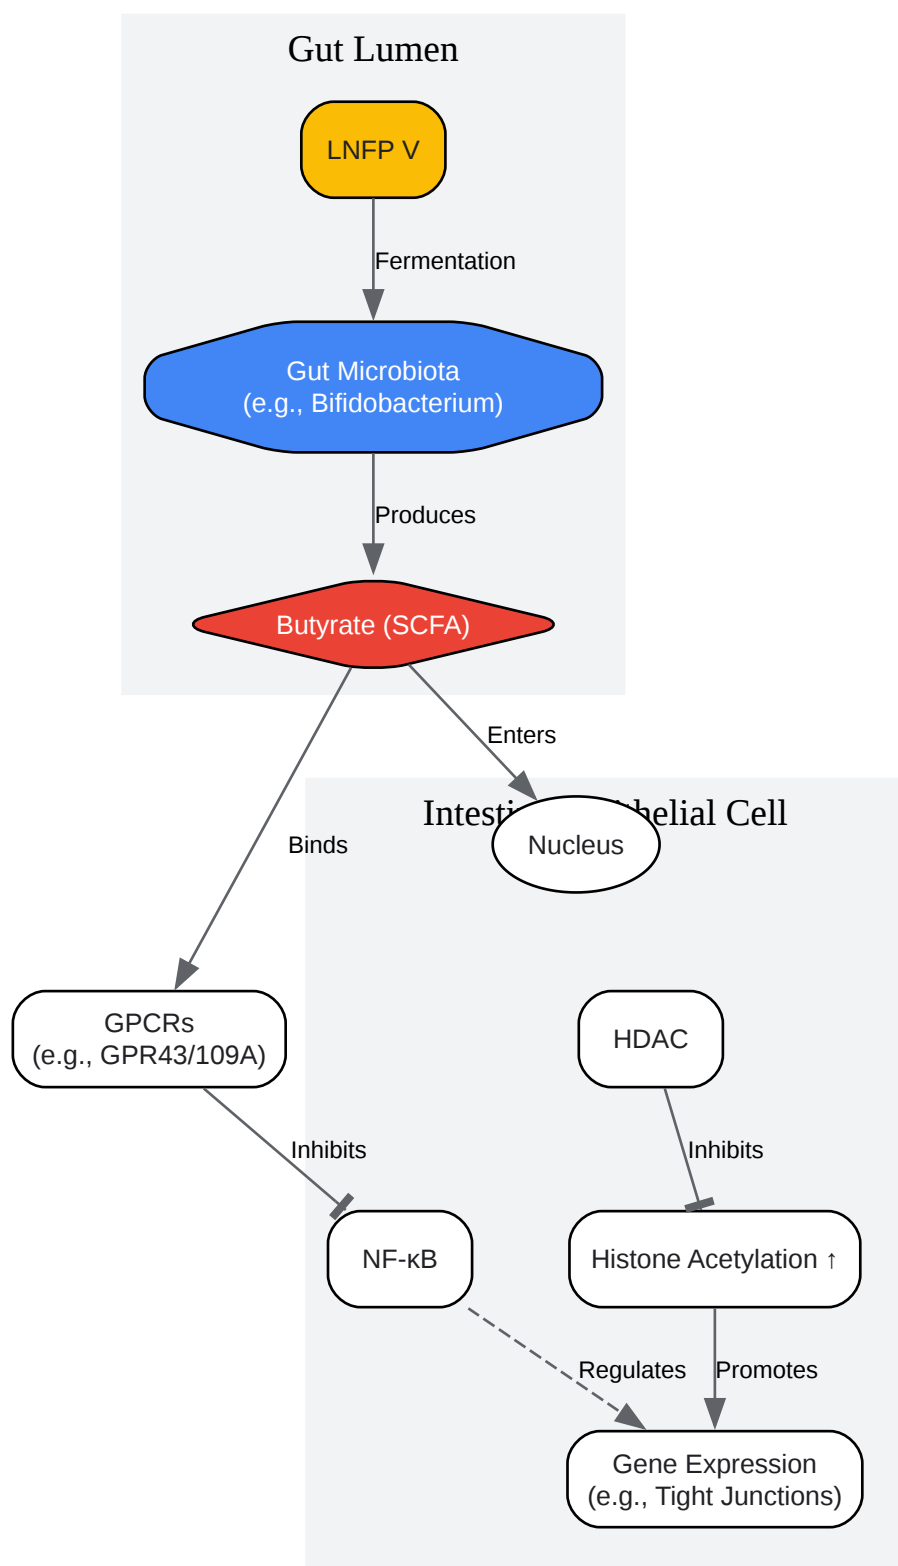 Gut Lumen
LNFP V
Fermentation
Gut Microbiota
(e.g., Bifidobacterium)
Produces
Butyrate (SCFA)
Enters
Cell
Nucleus
Binds
GPCRs
(e.g., GPR43/109A)
HDAC
Inhibits
Inhibits
NF-κB
Histone Acetylation ↑
Regulates
Promotes
Gene Expression
(e.g., Tight Junctions)